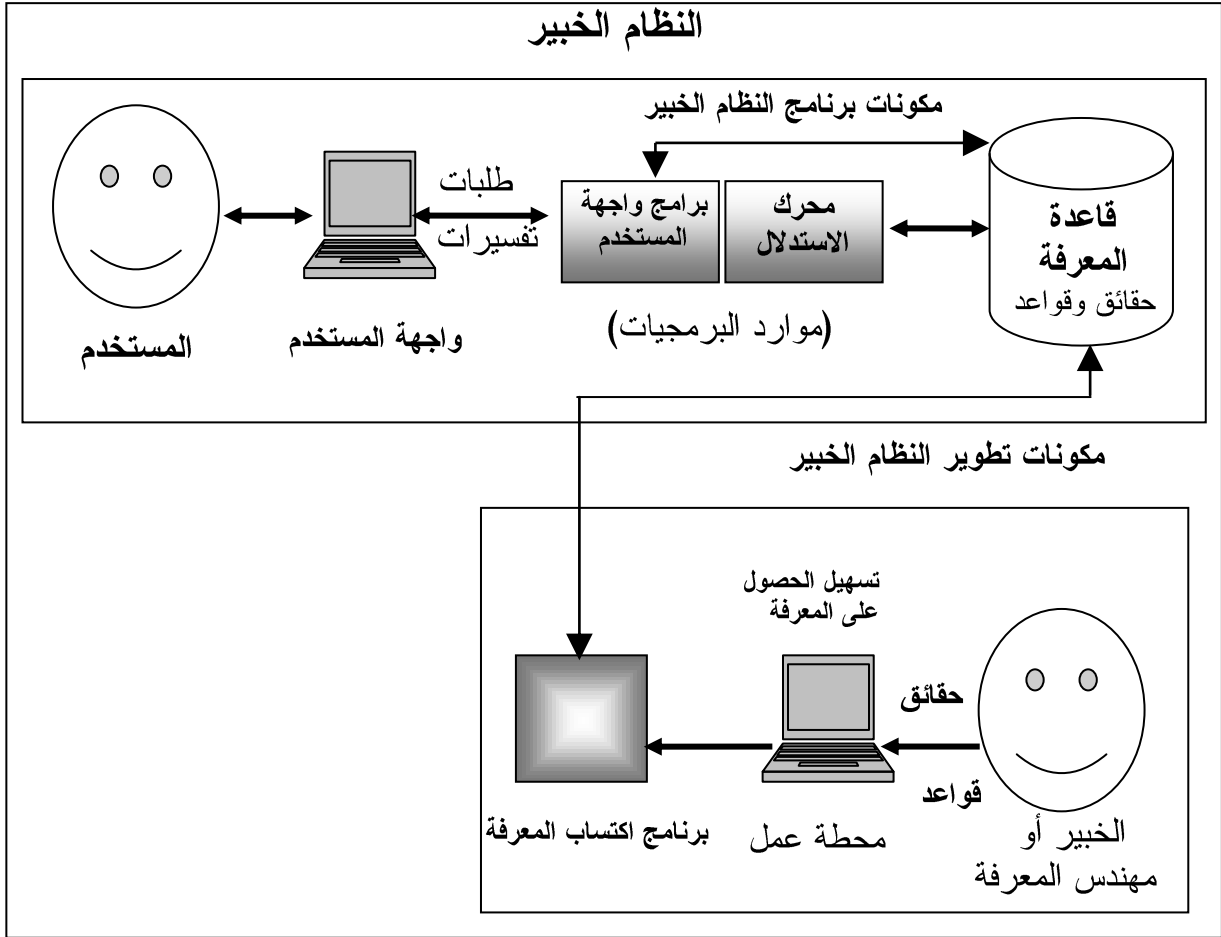 النظام الخبير
مكونات برنامج النظام الخبير
قاعدة
المعرفة
حقائق وقواعد
محرك
الاستدلال
برامج واجهة
المستخدم
(موارد البرمجيات)
طلبات
تفسيرات
واجهة المستخدم
المستخدم
مكونات تطوير النظام الخبير
الخبير أو
مهندس المعرفة
حقائق
قواعد
تسهيل الحصول
على المعرفة
محطة عمل
برنامج اكتساب المعرفة